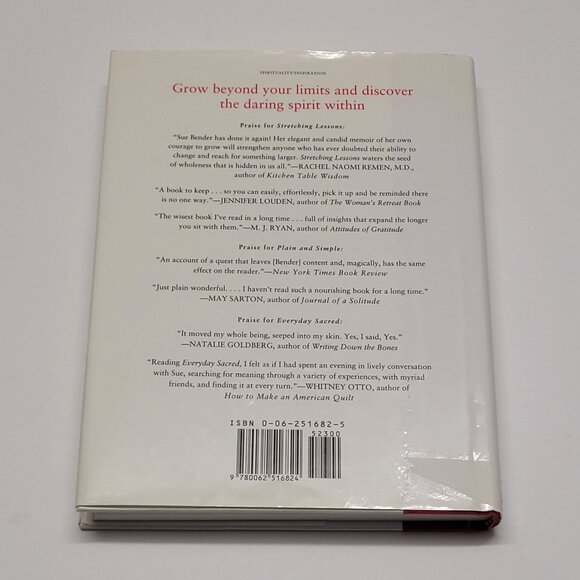 SPIRITUALITY/INSPIRATION
Grow beyond your limits and discover
the daring spirit within
Praise for Stretching Lessons:
“Sue Bender has done it again! Her elegant and candid memoir of her own
courage to grow will strengthen anyone who has ever doubted their ability to
change and reach for something larger. Stretching Lessons waters the seed
of wholeness that is hidden in us all.”—RACHEL NAOMI REMEN, M.D.,
author of Kitchen Table Wisdom
“A book to keep . . . so you can easily, effortlessly, pick it up and be reminded there
is no one way.”—JENNIFER LOUDEN, author of The Woman's Retreat Book
“The wisest book I've read in a long time . . . full of insights that expand the longer
you sit with them.”—M. J. RYAN, author of Attitudes of Gratitude
Praise for Plain and Simple:
“An account of a quest that leaves [Bender] content and, magically, has the same
effect on the reader.”—New York Times Book Review
“Just plain wonderful. . . . I haven't read such a nourishing book for a long time.”
—MAY SARTON, author of Journal of a Solitude
Praise for Everyday Sacred:
“It moved my whole being, seeped into my skin. Yes, I said, Yes.”
—NATALIE GOLDBERG, author of Writing Down the Bones
“Reading Everyday Sacred, I felt as if I had spent an evening in lively conversation
with Sue, searching for meaning through a variety of experiences, with myriad
friends, and finding it at every turn.”—WHITNEY OTTO, author of
How to Make an American Quilt
ISBN 0-06-251682-5
52300
9 780062 516824